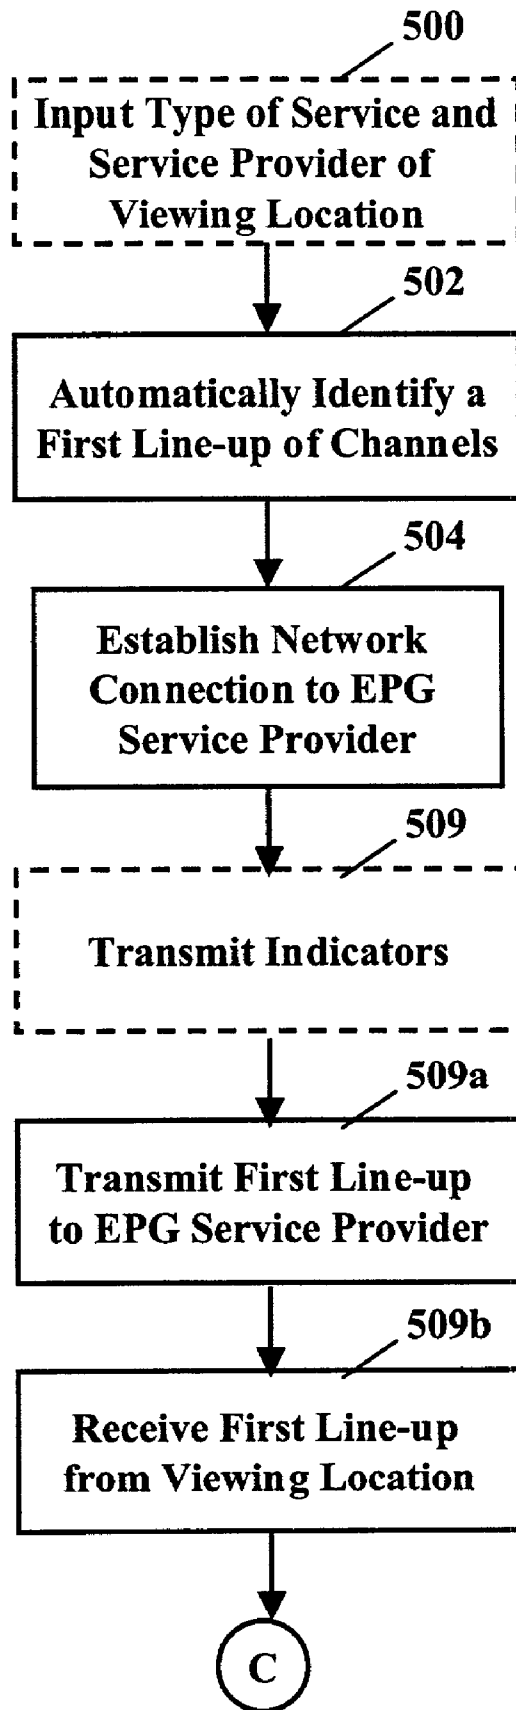 500
Input Type of Service and
Service Provider of
Viewing Location
502
Automatically Identify a
First Line-up of Channels
504
Establish Network
Connection to EPG
Service Provider
509
Transmit Indicators
509a
Transmit First Line-up
to EPG Service Provider
509b
Receive First Line-up
from Viewing Location
C